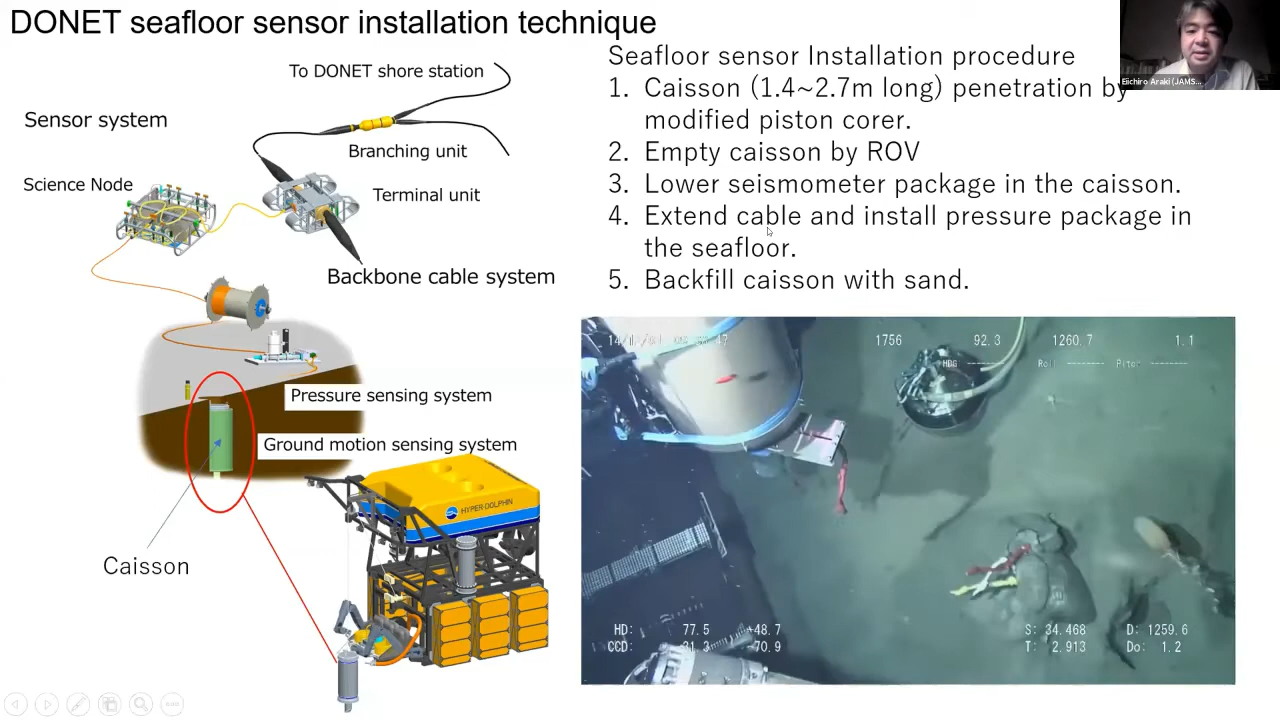 DONET seafloor sensor installation technique
Eiichiro Araki (JAMS...
To DONET shore station
Sensor system
Branching unit
Science Node
Terminal unit
Backbone cable system
Pressure sensing system
Ground motion sensing system
HYPER-DOLPHIN
Caisson
Seafloor sensor Installation procedure
1. Caisson (1.4~2.7m long) penetration by
modified piston corer.
2. Empty caisson by ROV
3. Lower seismometer package in the caisson.
4. Extend cable and install pressure package in
the seafloor.
5. Backfill caisson with sand.
1756 92.3 1260.7 1.1
HDG Roll
HD: 77.5 +48.7
CCD: -70.9
S: 34.468 D: 1259.6
T: 2.913 Do: 1.2